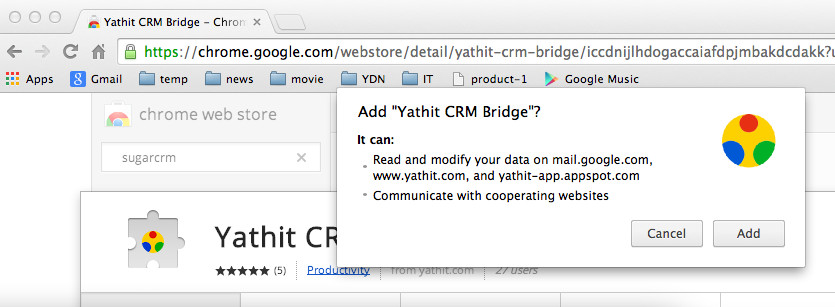 Yathit CRM Bridge – Chrom
https://chrome.google.com/webstore/detail/yathit-crm-bridge/iccdnijlhdogaccaiafdpjmbakdcdakk?u
Apps Gmail temp news movie YDN IT product-1 Google Music
chrome web store
sugarcrm
Add "Yathit CRM Bridge"?
It can:
Read and modify your data on mail.google.com,
www.yathit.com, and yathit-app.appspot.com
Communicate with cooperating websites
Cancel Add
Yathit CR
(5) Productivity from yathit.com 27 users